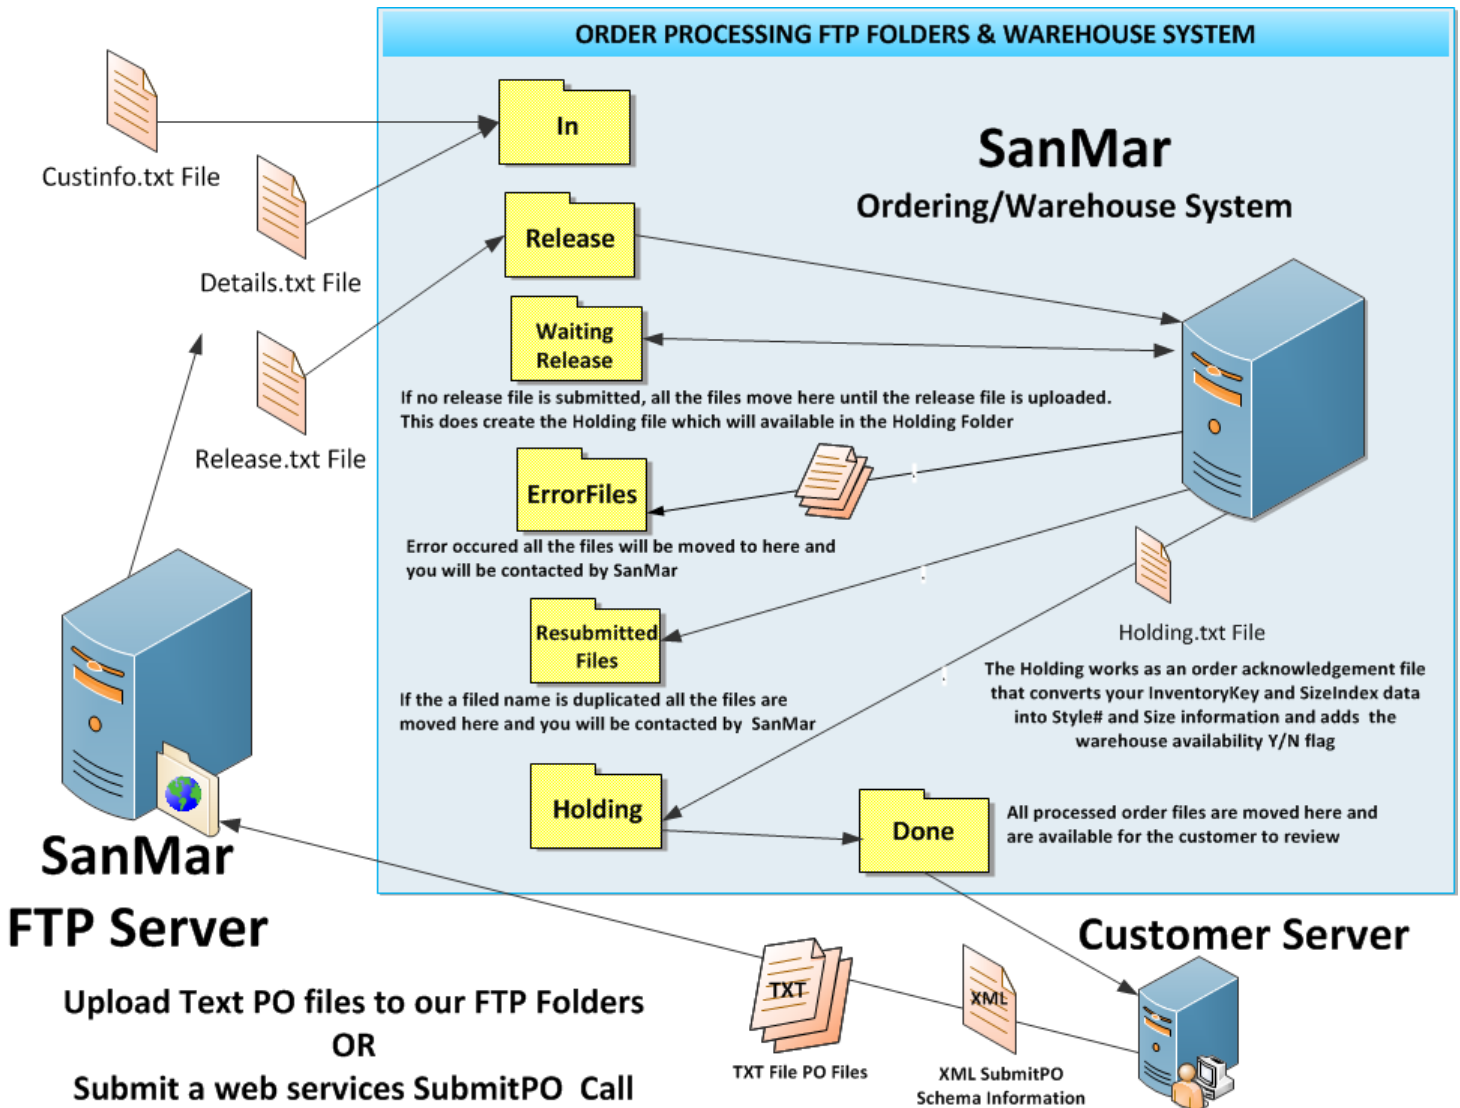 ORDER PROCESSING FTP FOLDERS & WAREHOUSE SYSTEM
Custinfo.txt File
In
SanMar
Ordering/Warehouse System
Details.txt File
Release
Release.txt File
Waiting
Release
If no release file is submitted, all the files move here until the release file is uploaded.
This does create the Holding file which will available in the Holding Folder
ErrorFiles
Error occured all the files will be moved to here and
you will be contacted by SanMar
Resubmitted
Files
If the a filed name is duplicated all the files are
moved here and you will be contacted by SanMar
Holding.txt File
The Holding works as an order acknowledgement file
that converts your InventoryKey and SizeIndex data
into Style# and Size information and adds the
warehouse availability Y/N flag
Holding
Done
All processed order files are moved here and
are available for the customer to review
SanMar
FTP Server
Customer Server
Upload Text PO files to our FTP Folders
OR
Submit a web services SubmitPO Call
TXT
TXT File PO Files
XML
XML SubmitPO
Schema Information